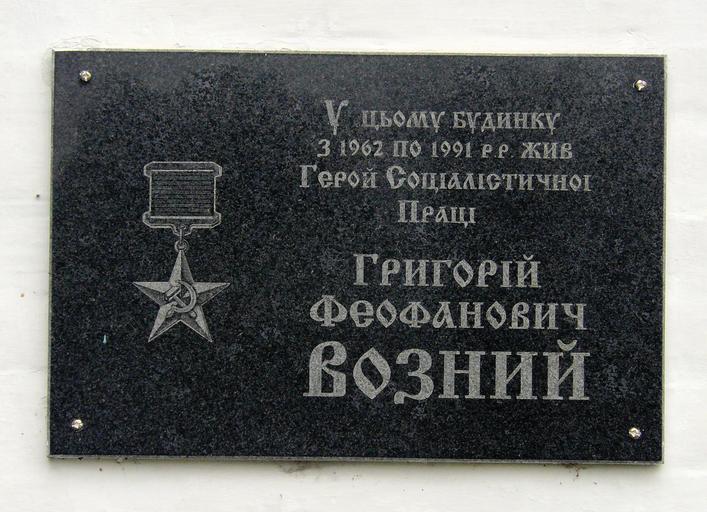 У цьому будинку
з 1962 по 1991 р.р. жив
Герой Соціалістичної
Праці
Григорій
Феофанович
Возний